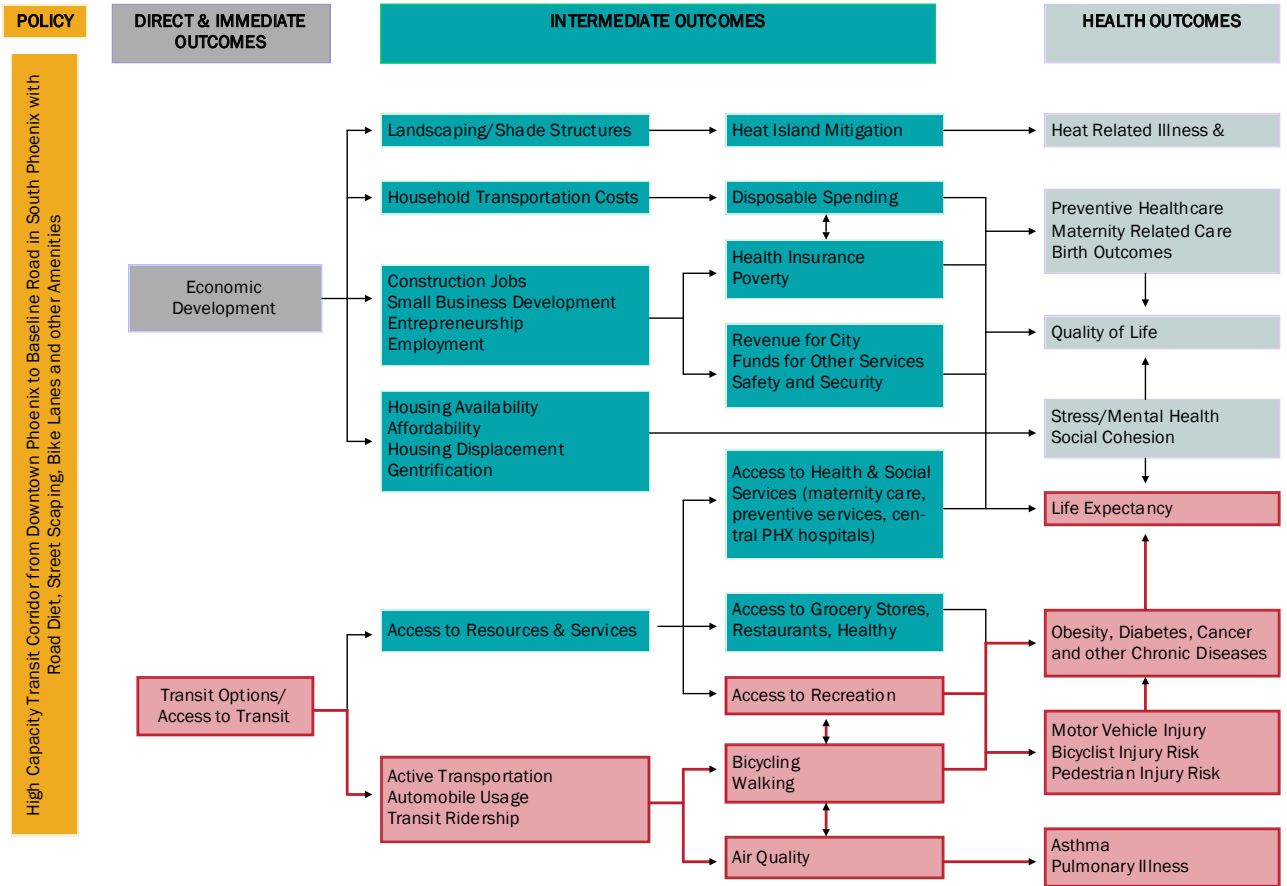 POLICY
DIRECT & IMMEDIATE
OUTCOMES
INTERMEDIATE OUTCOMES
HEALTH OUTCOMES
High Capacity Transit Corridor from Downtown Phoenix to Baseline Road in South Phoenix with
Road Diet, Street Scaping, Bike Lanes and other Amenities
Landscaping/Shade Structures
Heat Island Mitigation
Heat Related Illness &
Household Transportation Costs
Disposable Spending
Preventive Healthcare
Maternity Related Care
Birth Outcomes
Economic
Development
Construction Jobs
Small Business Development
Entrepreneurship
Employment
Health Insurance
Poverty
Revenue for City
Funds for Other Services
Safety and Security
Quality of Life
Housing Availability
Affordability
Housing Displacement
Gentrification
Stress/Mental Health
Social Cohesion
Access to Health & Social
Services (maternity care,
preventive services, cen-
tral PHX hospitals)
Life Expectancy
Access to Resources & Services
Access to Grocery Stores,
Restaurants, Healthy
Obesity, Diabetes, Cancer
and other Chronic Diseases
Transit Options/
Access to Transit
Access to Recreation
Active Transportation
Automobile Usage
Transit Ridership
Bicycling
Walking
Motor Vehicle Injury
Bicyclist Injury Risk
Pedestrian Injury Risk
Air Quality
Asthma
Pulmonary Illness